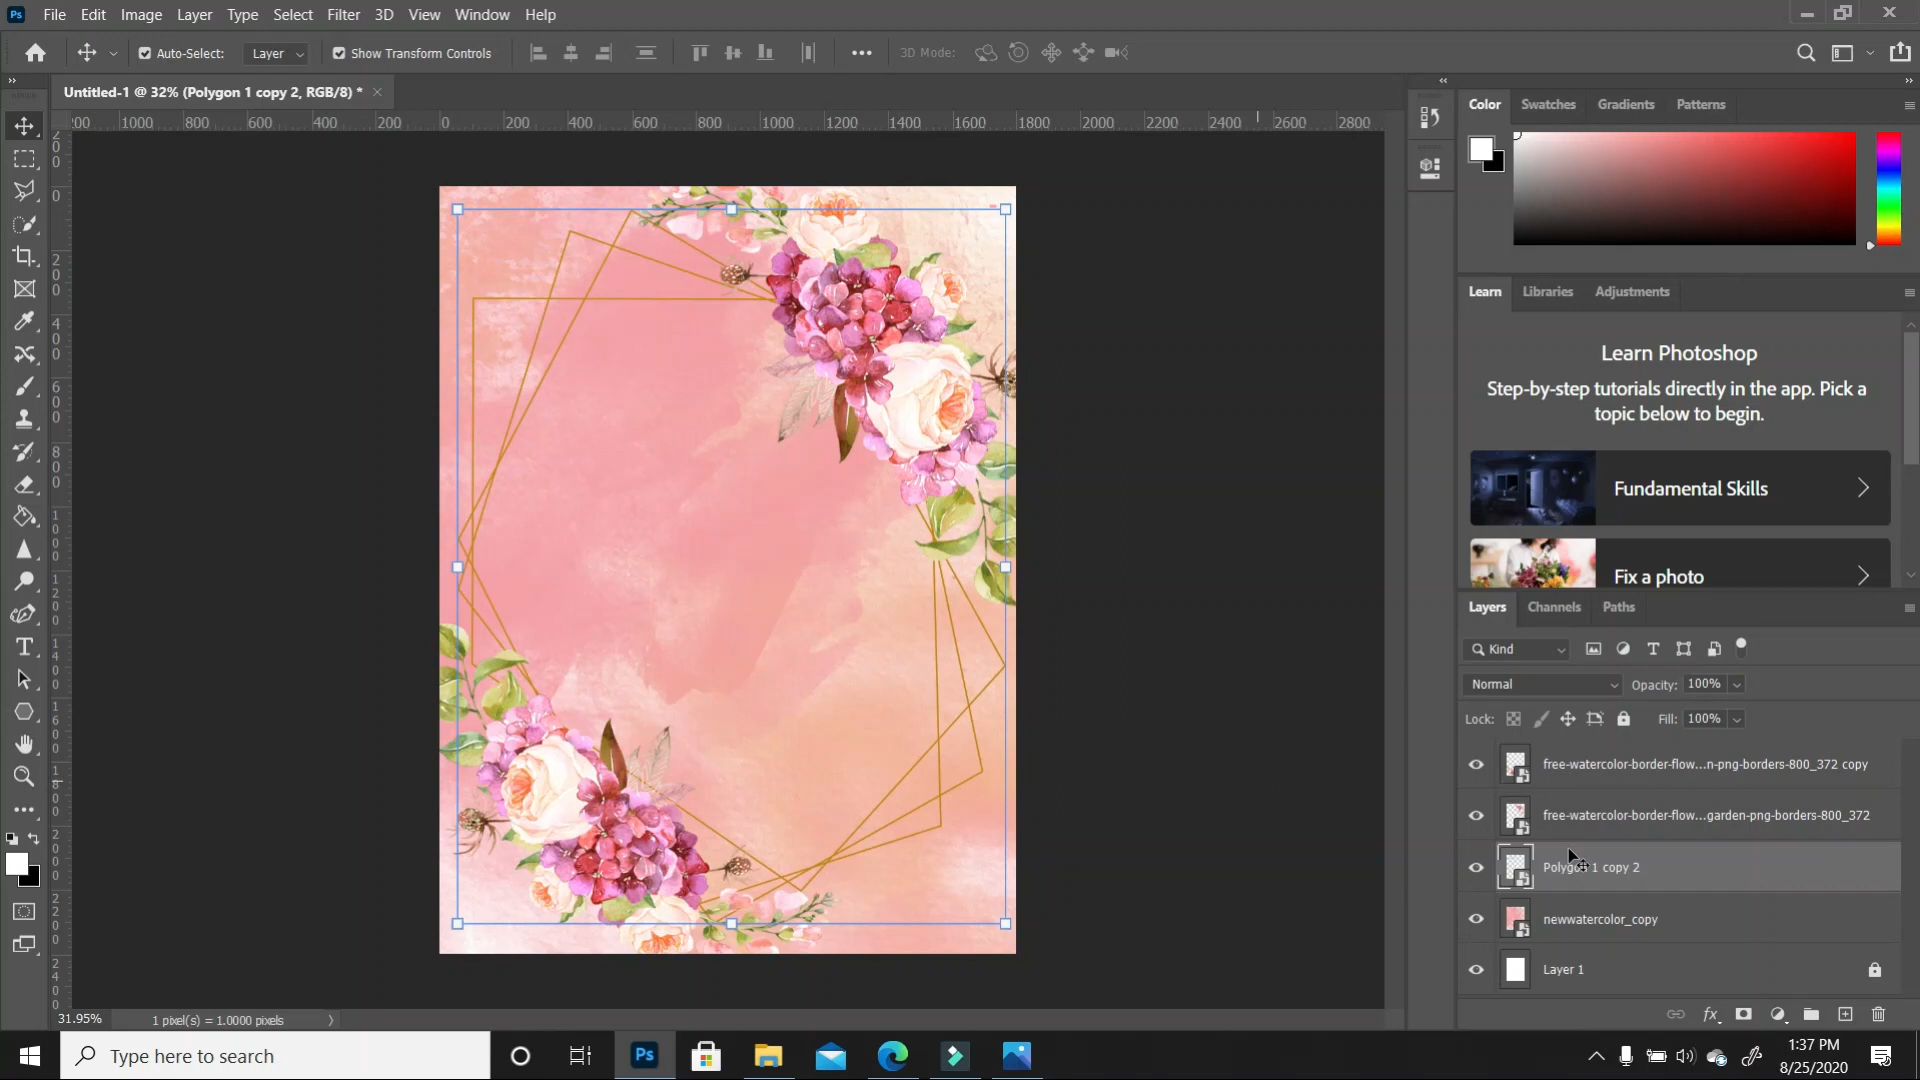 Ps File Edit Image Layer Type Select Filter 3D View Window Help
Auto-Select: Layer Show Transform Controls 3D Mode:
Untitled-1 @ 32% (Polygon 1 copy 2, RGB/8) *
200 1000 800 600 400 200 0 200 400 600 800 1000 1200 1400 1600 1800 2000 2200 2400 2600 2800
Color Swatches Gradients Patterns
Learn Libraries Adjustments
Learn Photoshop
Step-by-step tutorials directly in the app. Pick a
topic below to begin.
Fundamental Skills
Fix a photo
Layers Channels Paths
Kind
Normal Opacity: 100%
Lock: Fill: 100%
free-watercolor-border-flow...n-png-borders-800_372 copy
free-watercolor-border-flow...garden-png-borders-800_372
Polygon 1 copy 2
newwatercolor_copy
Layer 1
fx
31.95% 1 pixel(s) = 1.0000 pixels
Type here to search
Ps
1:37 PM
8/25/2020